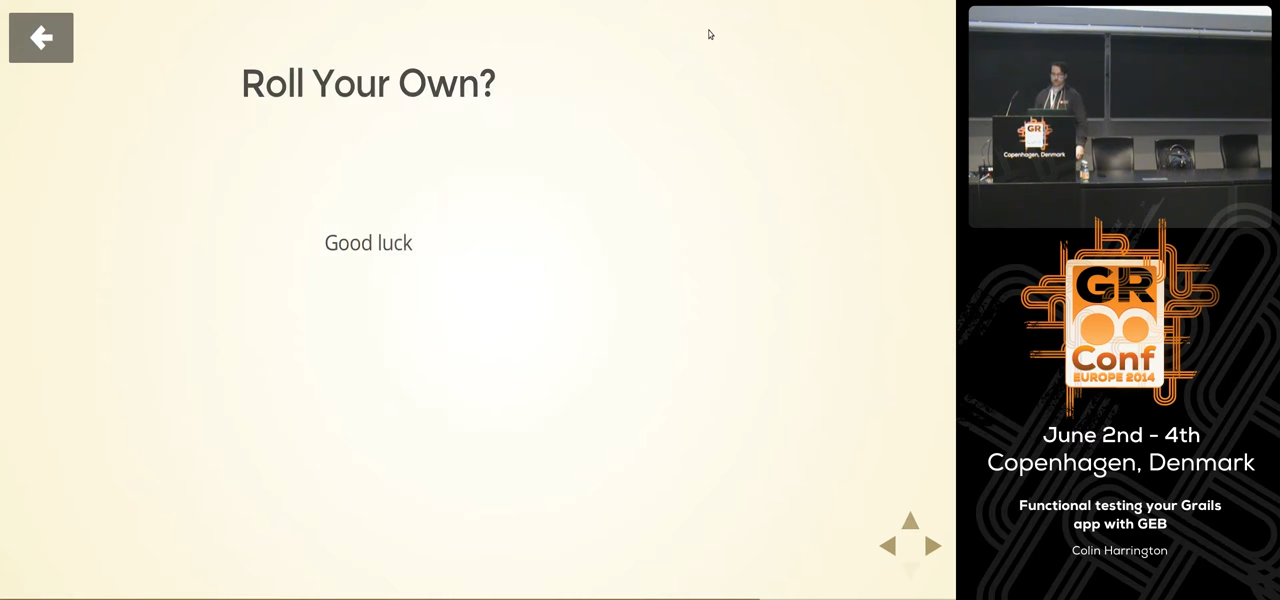 Roll Your Own?
Good luck
GR
Copenhagen, Denmark
GR
Conf
EUROPE 2014
June 2nd - 4th
Copenhagen, Denmark
Functional testing your Grails
app with GEB
Colin Harrington